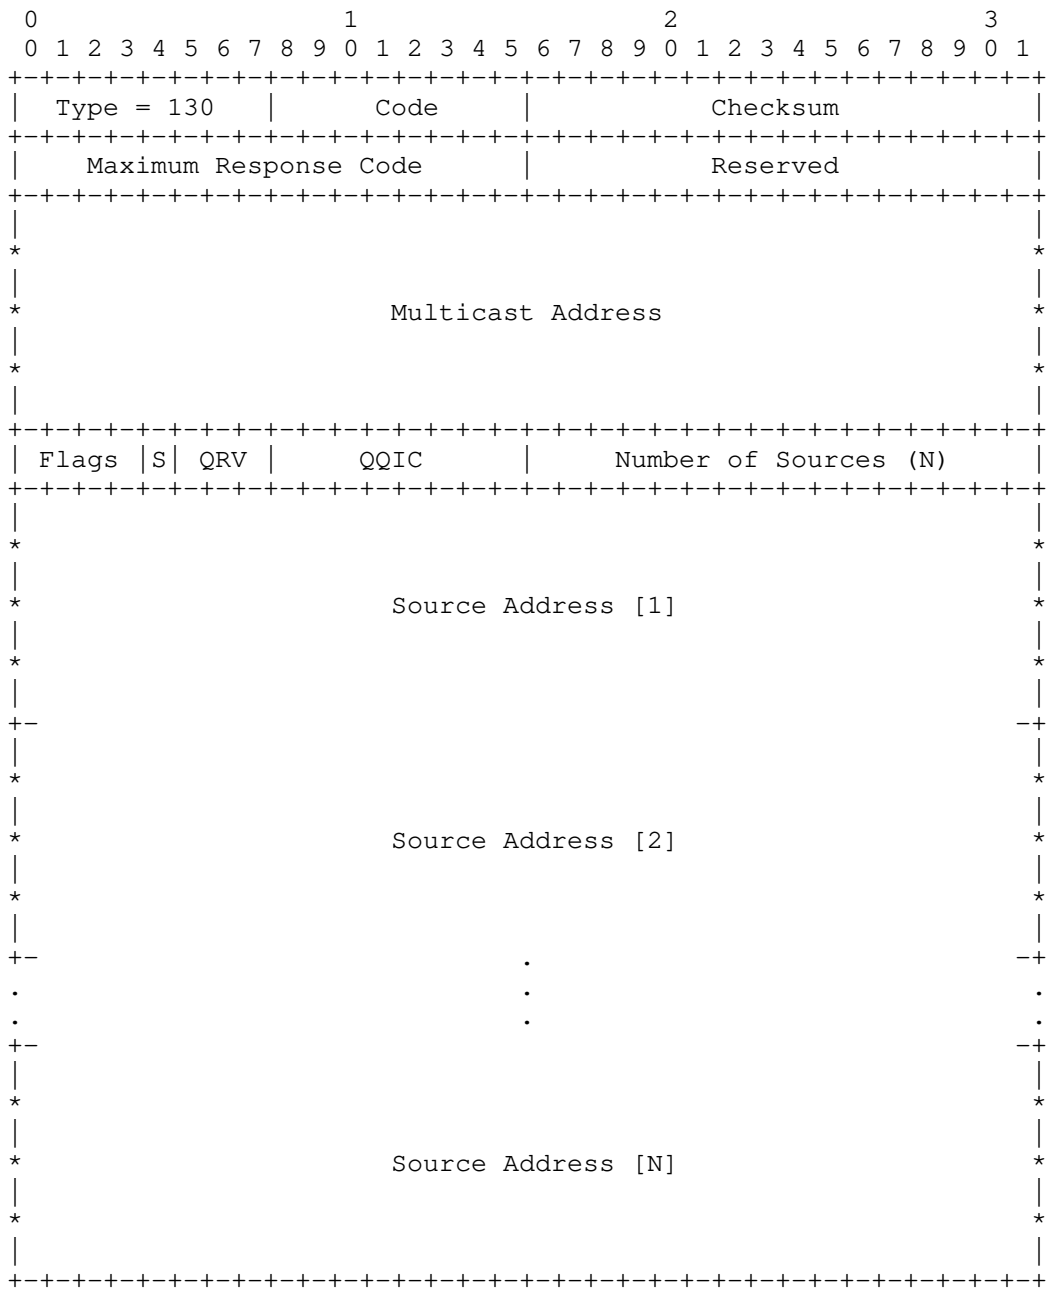 0                   1                   2                   3
 0 1 2 3 4 5 6 7 8 9 0 1 2 3 4 5 6 7 8 9 0 1 2 3 4 5 6 7 8 9 0 1
+-+-+-+-+-+-+-+-+-+-+-+-+-+-+-+-+-+-+-+-+-+-+-+-+-+-+-+-+-+-+-+-+
|  Type = 130   |      Code     |           Checksum            |
+-+-+-+-+-+-+-+-+-+-+-+-+-+-+-+-+-+-+-+-+-+-+-+-+-+-+-+-+-+-+-+-+
|    Maximum Response Code      |           Reserved            |
+-+-+-+-+-+-+-+-+-+-+-+-+-+-+-+-+-+-+-+-+-+-+-+-+-+-+-+-+-+-+-+-+
|                                                               |
*                                                               *
|                                                               |
*                       Multicast Address                       *
|                                                               |
*                                                               *
|                                                               |
+-+-+-+-+-+-+-+-+-+-+-+-+-+-+-+-+-+-+-+-+-+-+-+-+-+-+-+-+-+-+-+-+
| Flags |S| QRV |     QQIC      |     Number of Sources (N)     |
+-+-+-+-+-+-+-+-+-+-+-+-+-+-+-+-+-+-+-+-+-+-+-+-+-+-+-+-+-+-+-+-+
|                                                               |
*                                                               *
|                                                               |
*                       Source Address [1]                      *
|                                                               |
*                                                               *
|                                                               |
+-                                                             -+
|                                                               |
*                                                               *
|                                                               |
*                       Source Address [2]                      *
|                                                               |
*                                                               *
|                                                               |
+-                              .                              -+
.                               .                               .
.                               .                               .
+-                                                             -+
|                                                               |
*                                                               *
|                                                               |
*                       Source Address [N]                      *
|                                                               |
*                                                               *
|                                                               |
+-+-+-+-+-+-+-+-+-+-+-+-+-+-+-+-+-+-+-+-+-+-+-+-+-+-+-+-+-+-+-+-+